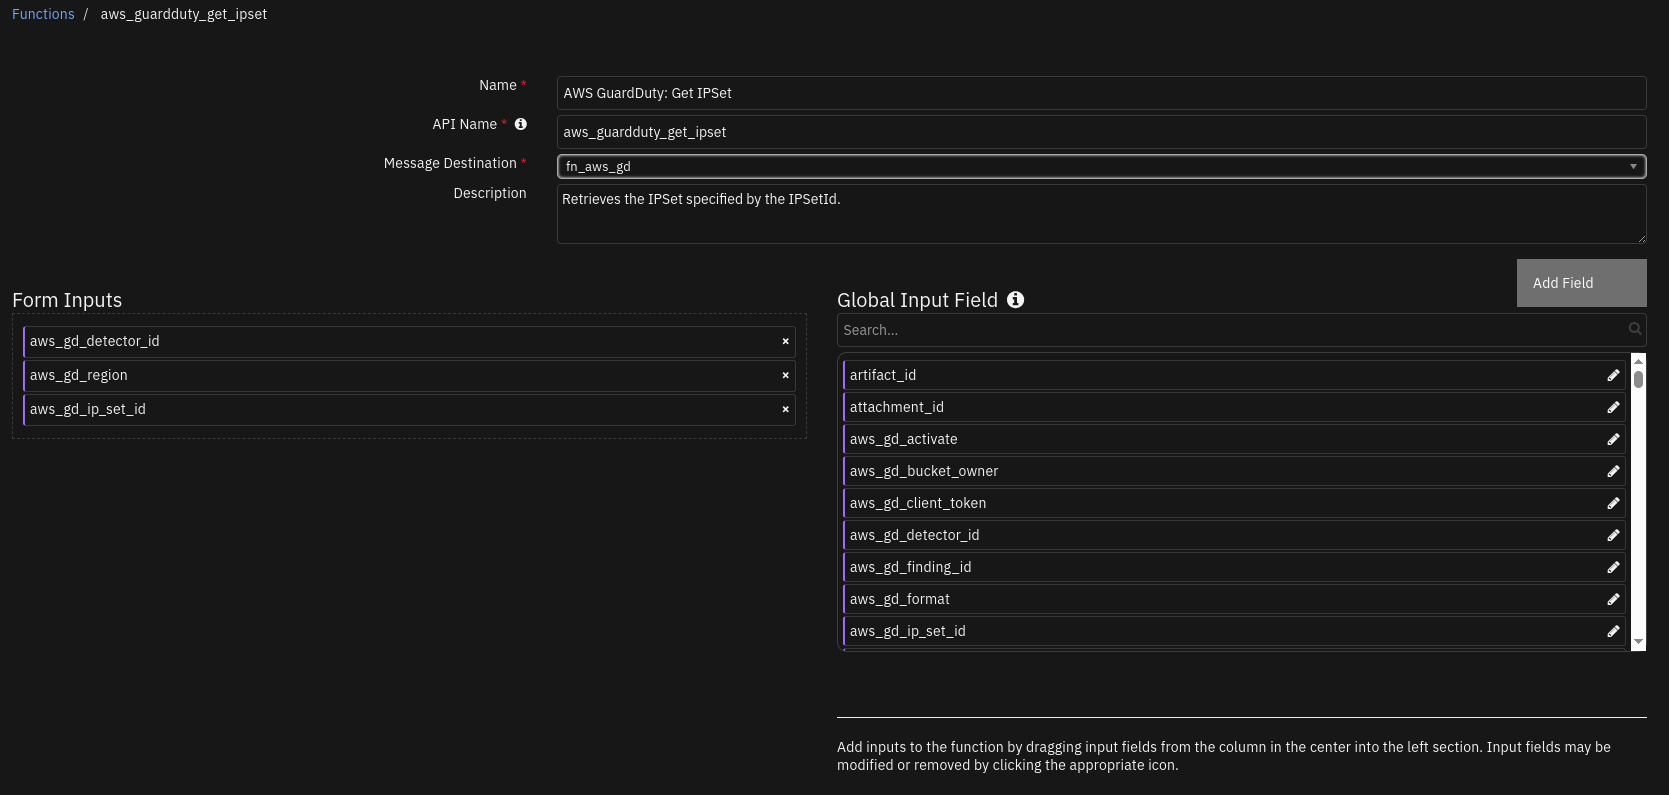 Functions / aws_guardduty_get_ipset
Name *
AWS GuardDuty: Get IPSet
API Name *
aws_guardduty_get_ipset
Message Destination *
fn_aws_gd
Description
Retrieves the IPSet specified by the IPSetId.
Add Field
Form Inputs
aws_gd_detector_id ×
aws_gd_region ×
aws_gd_ip_set_id ×
Global Input Field
Search...
artifact_id
attachment_id
aws_gd_activate
aws_gd_bucket_owner
aws_gd_client_token
aws_gd_detector_id
aws_gd_finding_id
aws_gd_format
aws_gd_ip_set_id
Add inputs to the function by dragging input fields from the column in the center into the left section. Input fields may be
modified or removed by clicking the appropriate icon.